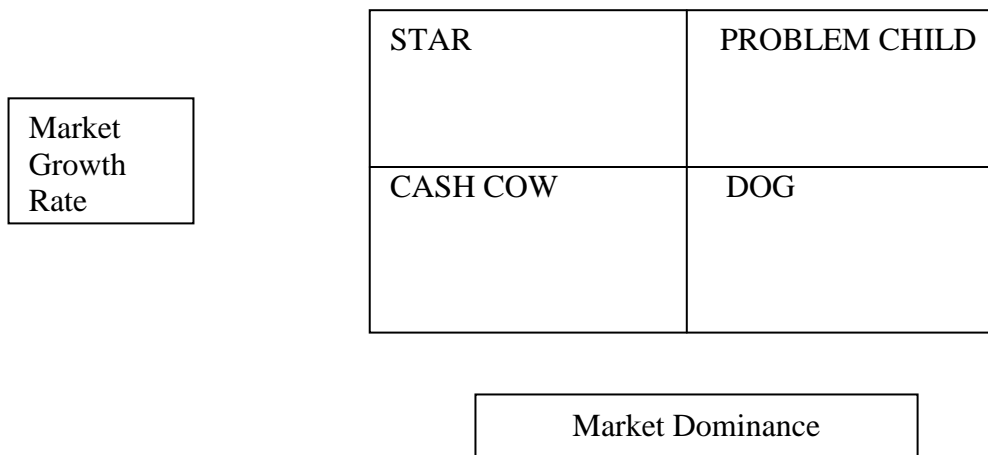 STAR
PROBLEM CHILD
Market
Growth
Rate
CASH COW
DOG
Market Dominance